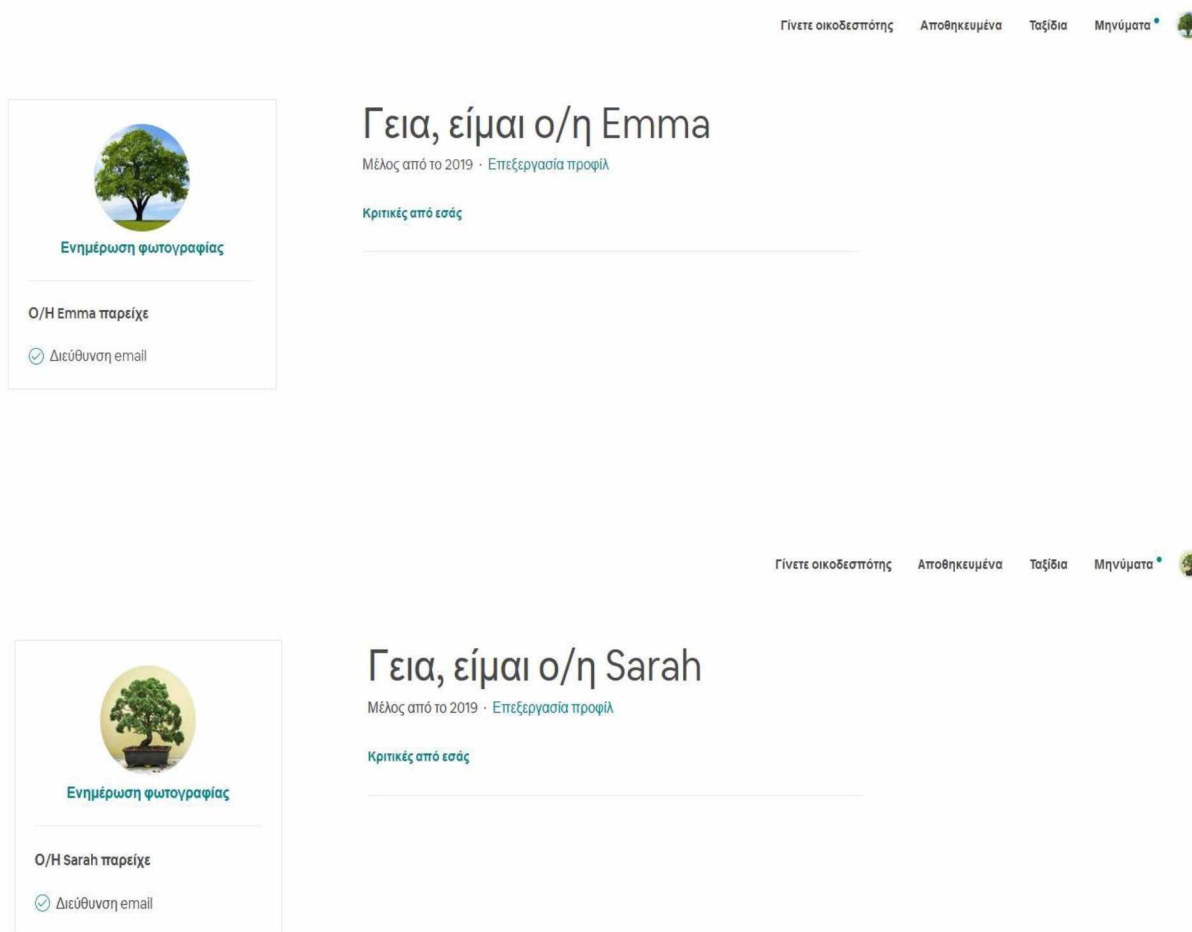 Γίνετε οικοδεσπότης Αποθηκευμένα Ταξίδια Μηνύματα
Γεια, είμαι ο/η Emma
Μέλος από το 2019 · Επεξεργασία προφίλ
Κριτικές από εσάς
Ενημέρωση φωτογραφίας
Ο/Η Emma παρείχε
Διεύθυνση email
Γίνετε οικοδεσπότης Αποθηκευμένα Ταξίδια Μηνύματα
Γεια, είμαι ο/η Sarah
Μέλος από το 2019 · Επεξεργασία προφίλ
Κριτικές από εσάς
Ενημέρωση φωτογραφίας
Ο/Η Sarah παρείχε
Διεύθυνση email